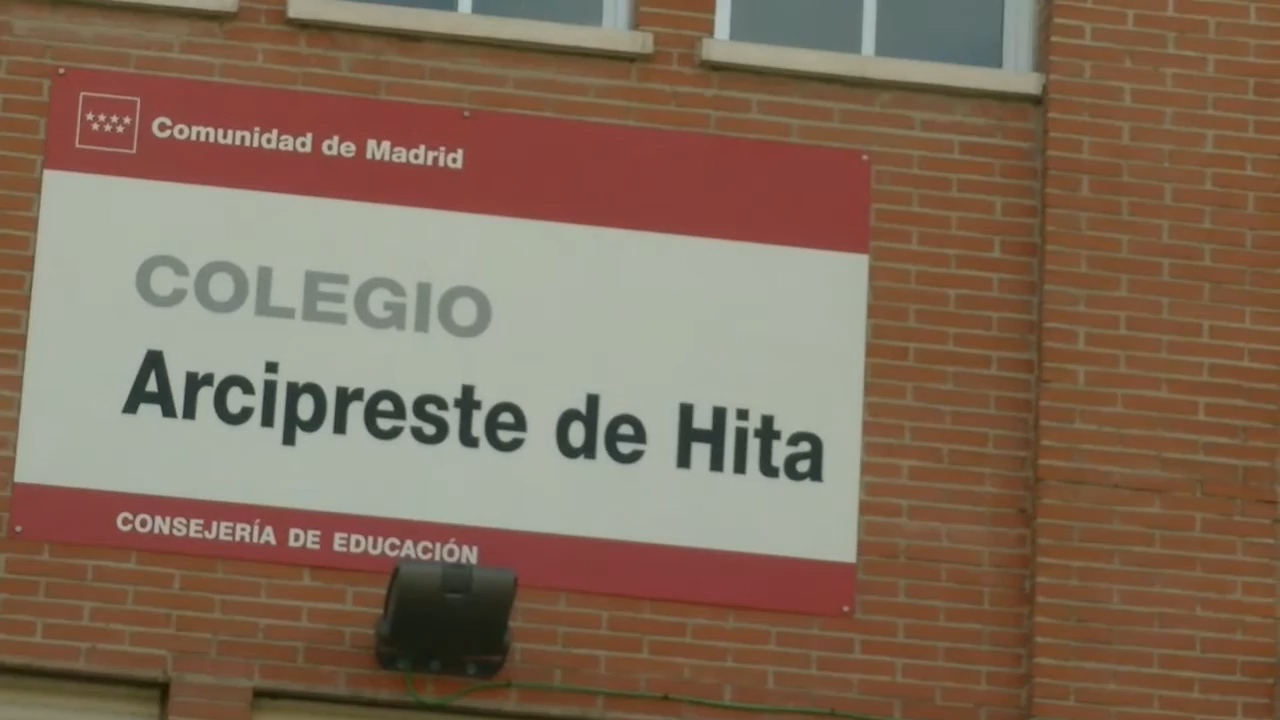 Comunidad de Madrid
COLEGIO
Arcipreste de Hita
CONSEJERÍA DE EDUCACIÓN